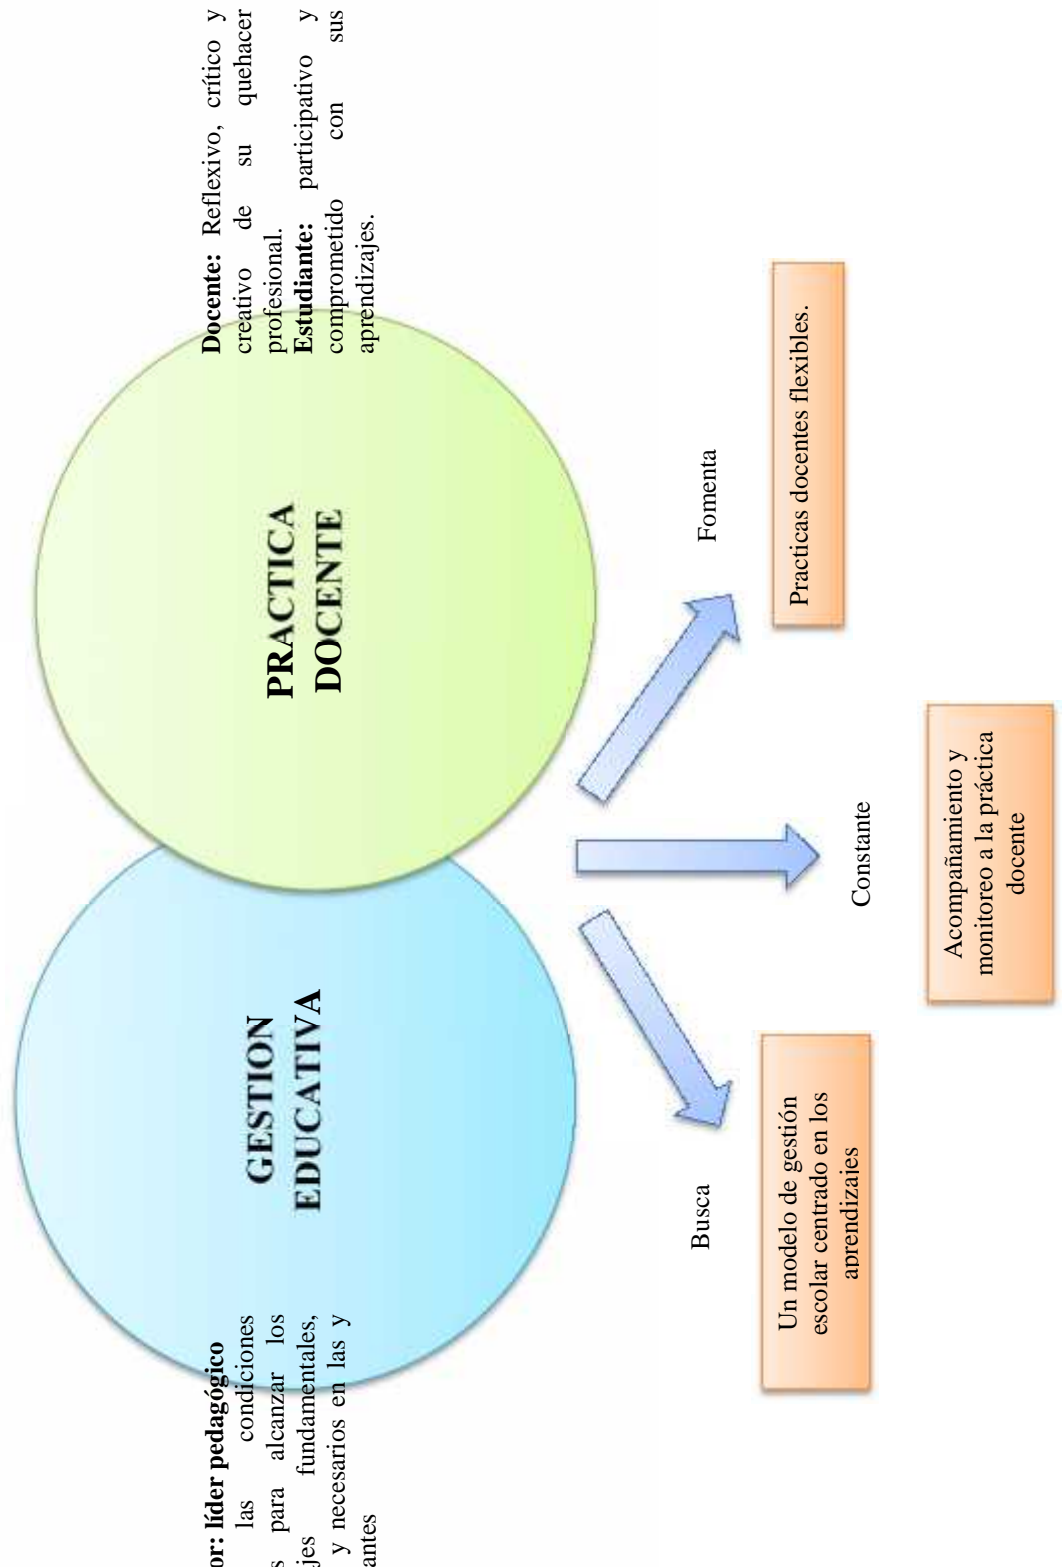 or: líder pedagógico
las condiciones
s para alcanzar los
jes fundamentales,
y necesarios en las y
antes
GESTION
EDUCATIVA
PRACTICA
DOCENTE
Docente: Reflexivo, crítico y
creativo de su quehacer
profesional.
Estudiante: participativo y
comprometido con sus
aprendizajes.
Busca
Un modelo de gestión
escolar centrado en los
aprendizajes
Constante
Acompañamiento y
monitoreo a la práctica
docente
Fomenta
Practicas docentes flexibles.